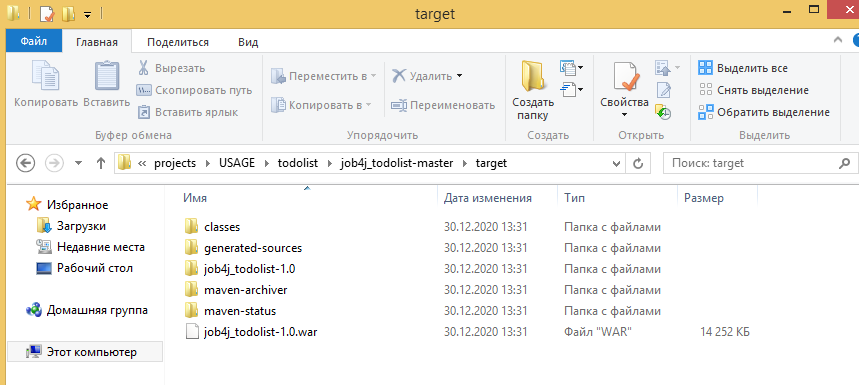 target
Файл Главная Поделиться Вид
Копировать
Вставить
Вырезать
Скопировать путь
Вставить ярлык
Буфер обмена
Переместить в
Копировать в
Удалить
Переименовать
Упорядочить
Создать папку
Создать
Свойства
Открыть
Выделить все
Снять выделение
Обратить выделение
Выделить
« projects USAGE todolist job4j_todolist-master target
Поиск: target
Избранное
Загрузки
Недавние места
Рабочий стол
Домашняя группа
Этот компьютер
Имя Дата изменения Тип Размер
classes 30.12.2020 13:31 Папка с файлами
generated-sources 30.12.2020 13:31 Папка с файлами
job4j_todolist-1.0 30.12.2020 13:31 Папка с файлами
maven-archiver 30.12.2020 13:31 Папка с файлами
maven-status 30.12.2020 13:31 Папка с файлами
job4j_todolist-1.0.war 30.12.2020 13:31 Файл "WAR" 14 252 КБ